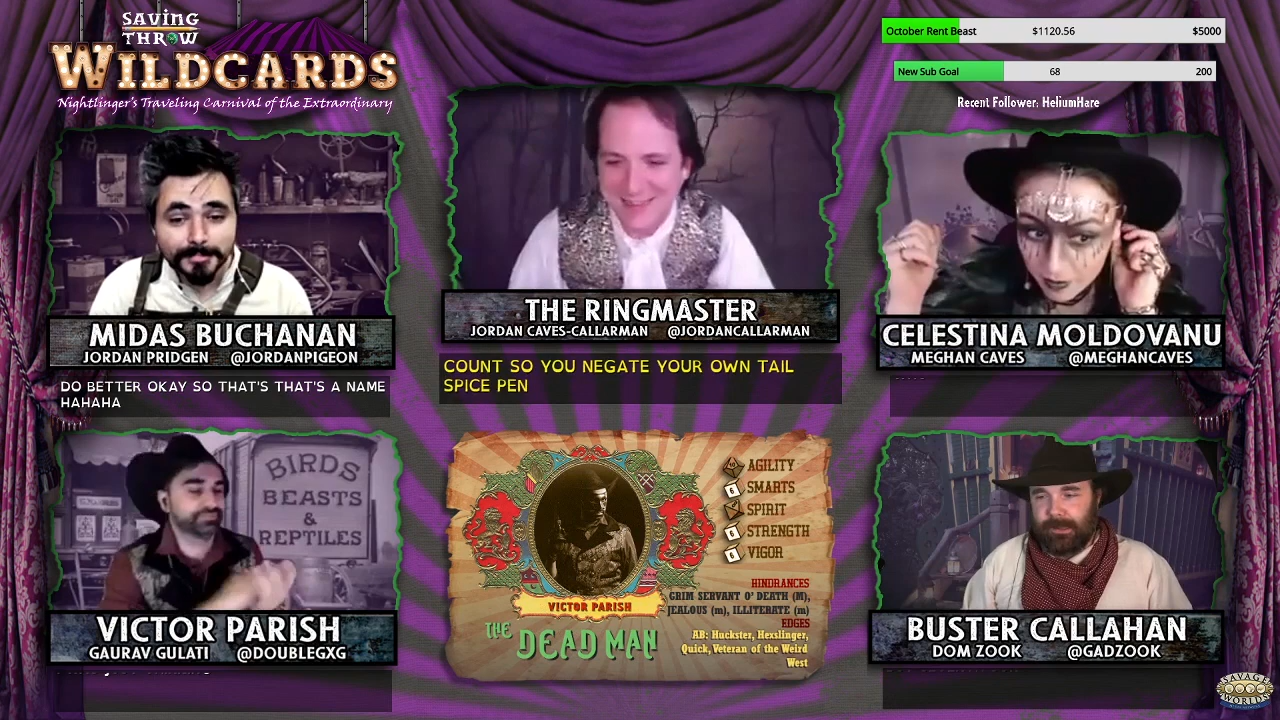 SAVING
THROW
WILDCARDS
Nightlinger's Traveling Carnival of the Extraordinary
October Rent Beast $1120.56 $5000
New Sub Goal 68 200
Recent Follower: HeliumHare
MIDAS BUCHANAN
JORDAN PRIDGEN @JORDANPIGEON
DO BETTER OKAY SO THAT'S THAT'S A NAME
HAHAHA
THE RINGMASTER
JORDAN CAVES-CALLARMAN @JORDANCALLARMAN
COUNT SO YOU NEGATE YOUR OWN TAIL
SPICE PEN
CELESTINA MOLDOVANU
MEGHAN CAVES @MEGHANCAVES
BIRDS
BEASTS
&
REPTILES
VICTOR PARISH
GAURAV GULATI @DOUBLEGXG
AGILITY
SMARTS
SPIRIT
STRENGTH
VIGOR
HINDRANCES
GRIM SERVANT O' DEATH (M),
JEALOUS (m), ILLITERATE (m)
EDGES
AB: Huckster, Hexslinger,
Quick, Veteran of the Weird
West
VICTOR PARISH
THE DEAD MAN
BUSTER CALLAHAN
DOM ZOOK @GADZOOK
SAVAGE
WORLDS